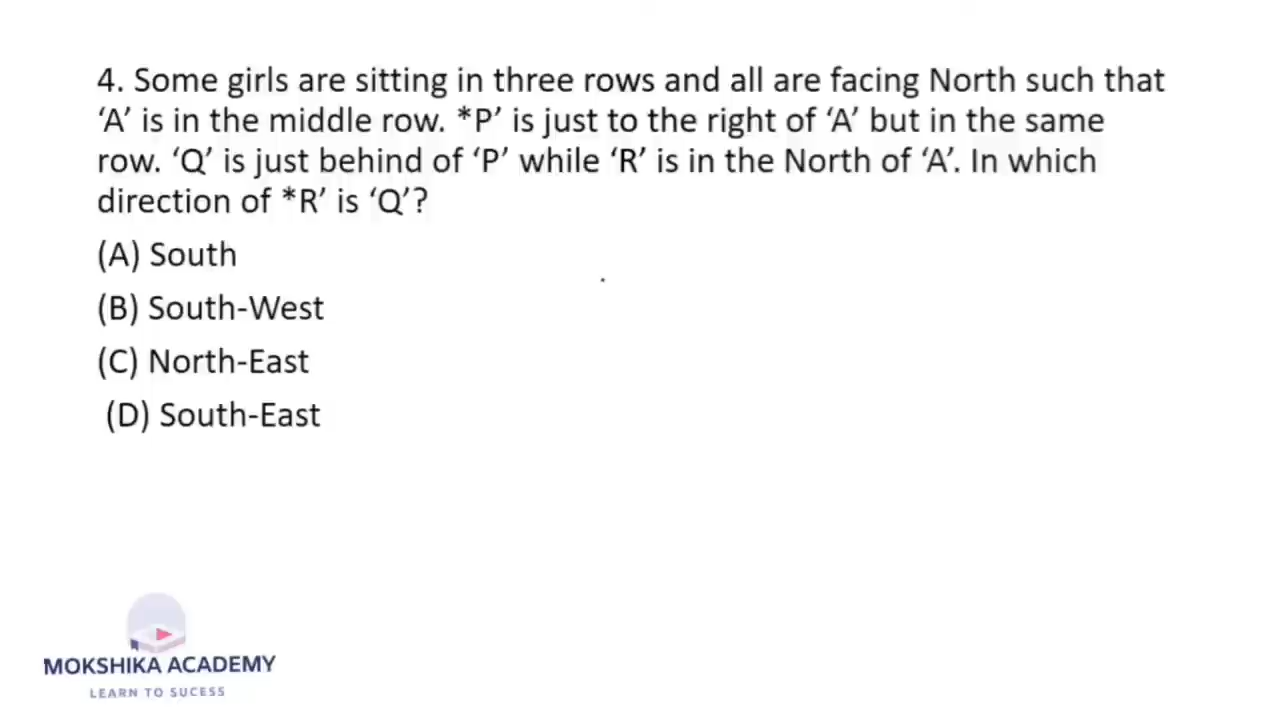 4. Some girls are sitting in three rows and all are facing North such that
‘A’ is in the middle row. *P’ is just to the right of ‘A’ but in the same
row. ‘Q’ is just behind of ‘P’ while ‘R’ is in the North of ‘A’. In which
direction of *R’ is ‘Q’?
(A) South
(B) South-West
(C) North-East
(D) South-East
MOKSHIKA ACADEMY
LEARN TO SUCESS